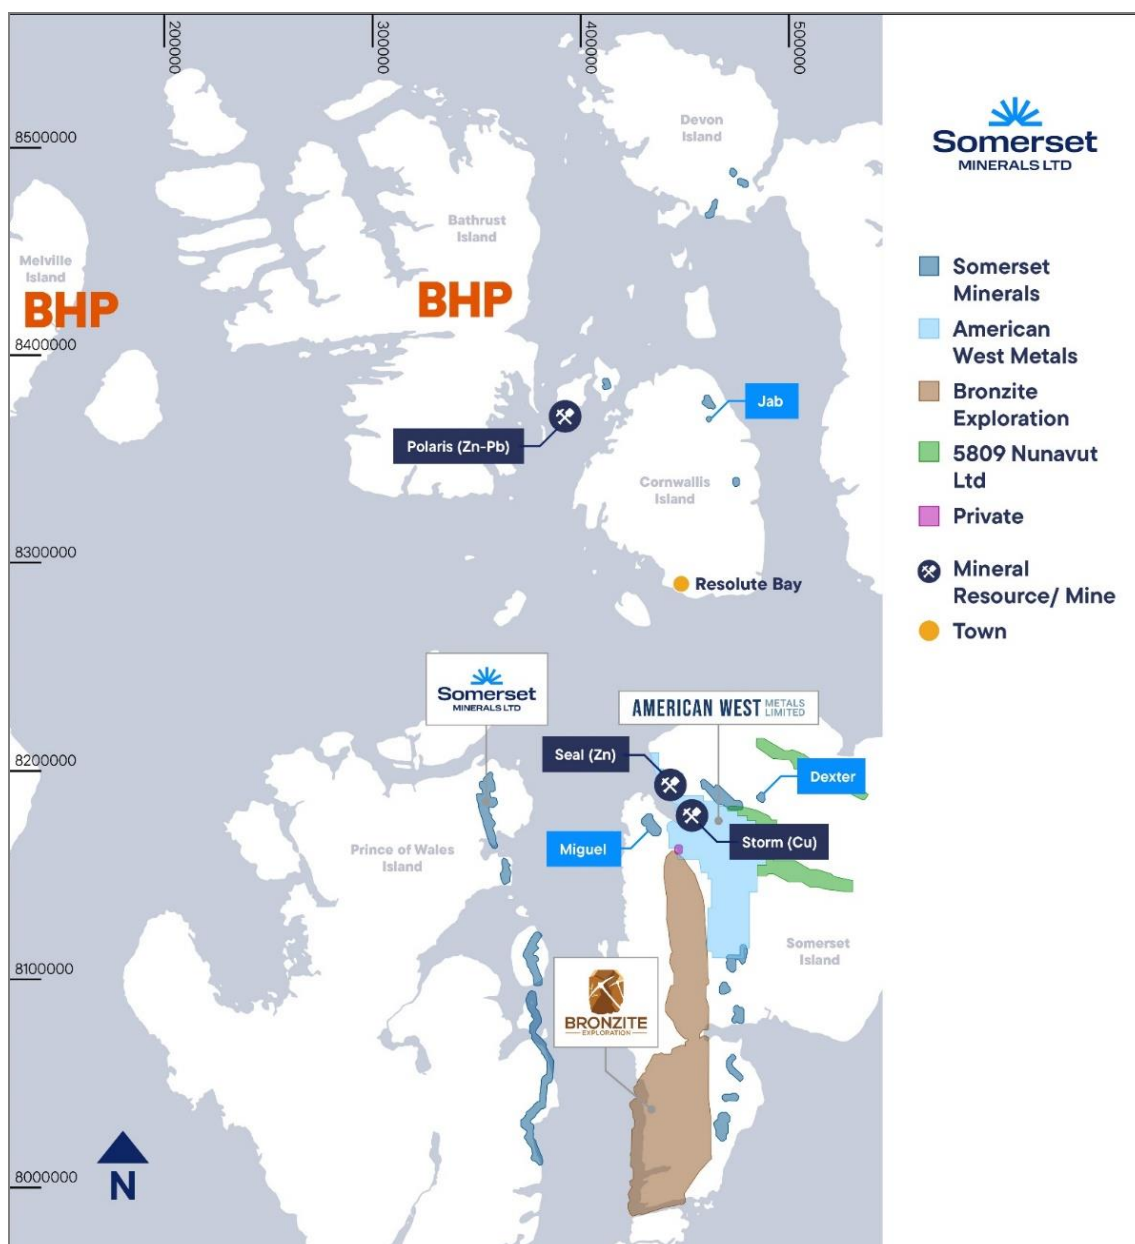 200000
300000
400000
500000
8500000
8400000
8300000
8200000
8100000
8000000
Devon
Island
Bathrust
Island
Melville
Island
BHP
BHP
Jab
Polaris (Zn-Pb)
Cornwallis
Island
Resolute Bay
Somerset
MINERALS LTD
AMERICAN WEST METALS
LIMITED
Seal (Zn)
Dexter
Miguel
Storm (Cu)
Prince of Wales
Island
Somerset
Island
BRONZITE
EXPLORATION
N
Somerset
MINERALS LTD
Somerset
Minerals
American
West Metals
Bronzite
Exploration
5809 Nunavut
Ltd
Private
Mineral
Resource/ Mine
Town